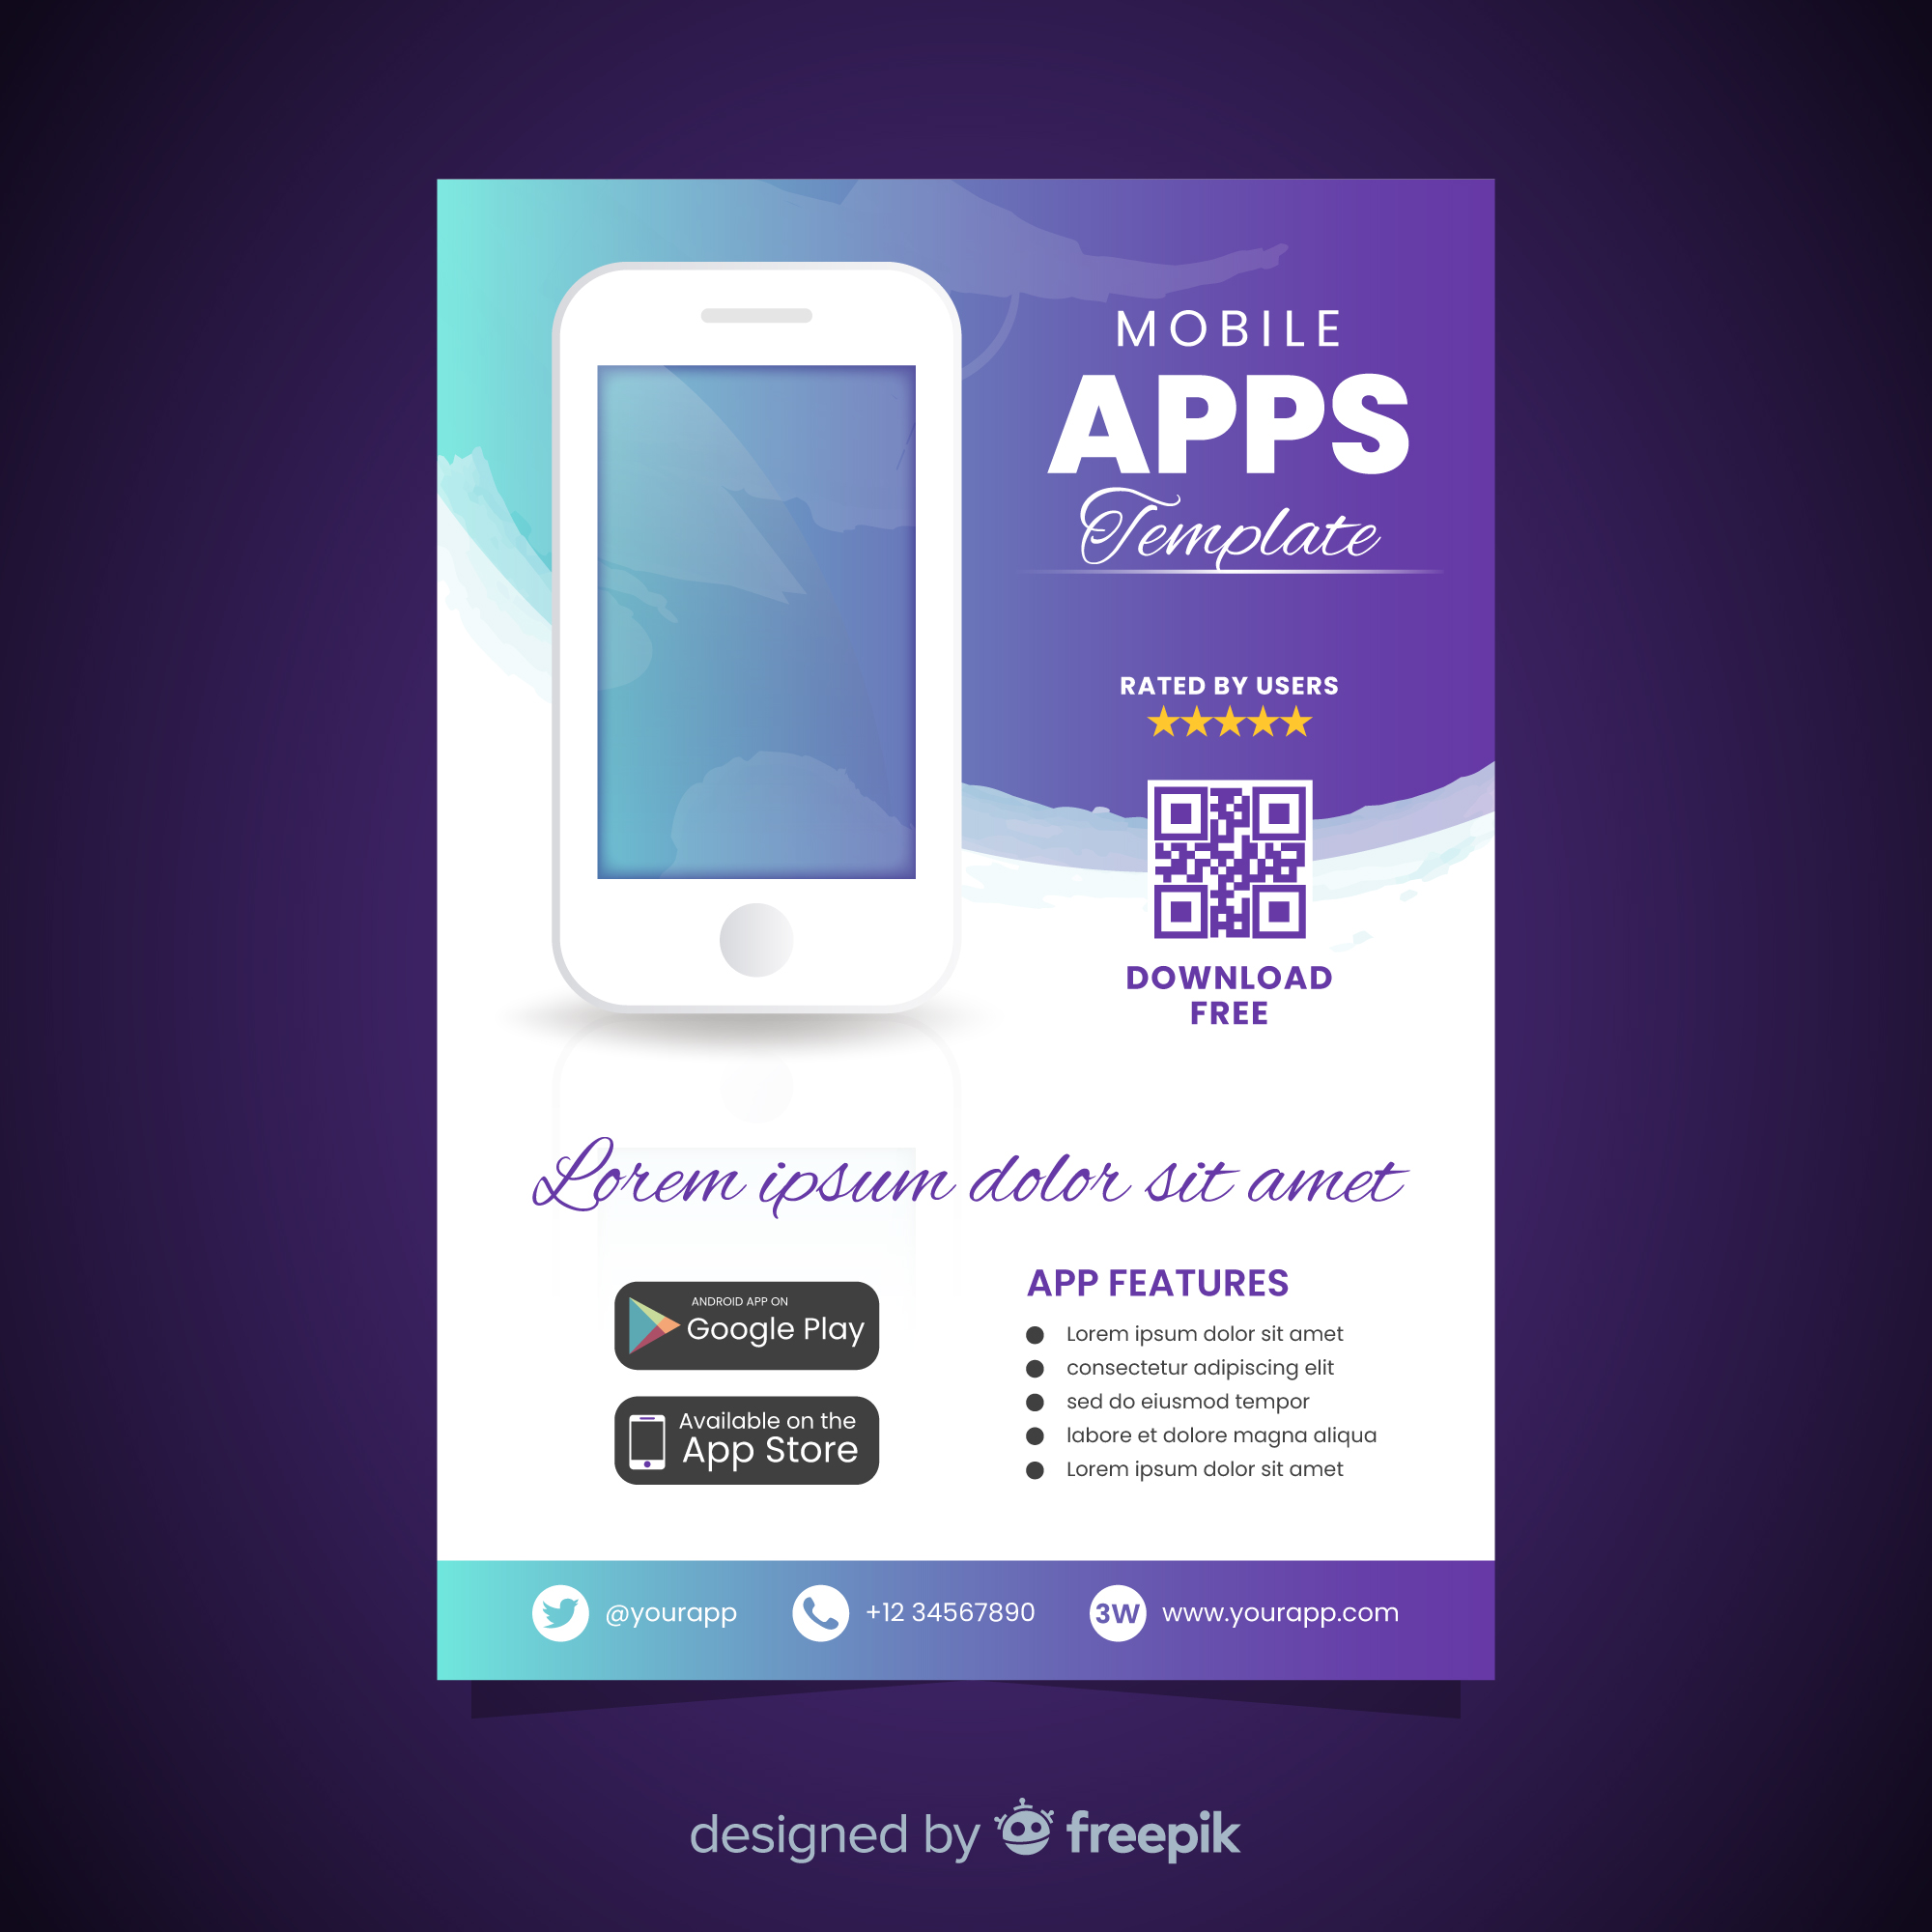 MOBILE
APPS
Template
RATED BY USERS
DOWNLOAD
FREE
Lorem ipsum dolor sit amet
ANDROID APP ON
Google Play
Available on the
App Store
APP FEATURES
Lorem ipsum dolor sit amet
consectetur adipiscing elit
sed do eiusmod tempor
labore et dolore magna aliqua
Lorem ipsum dolor sit amet
@yourapp
+12 34567890
3W www.yourapp.com
designed by freepik